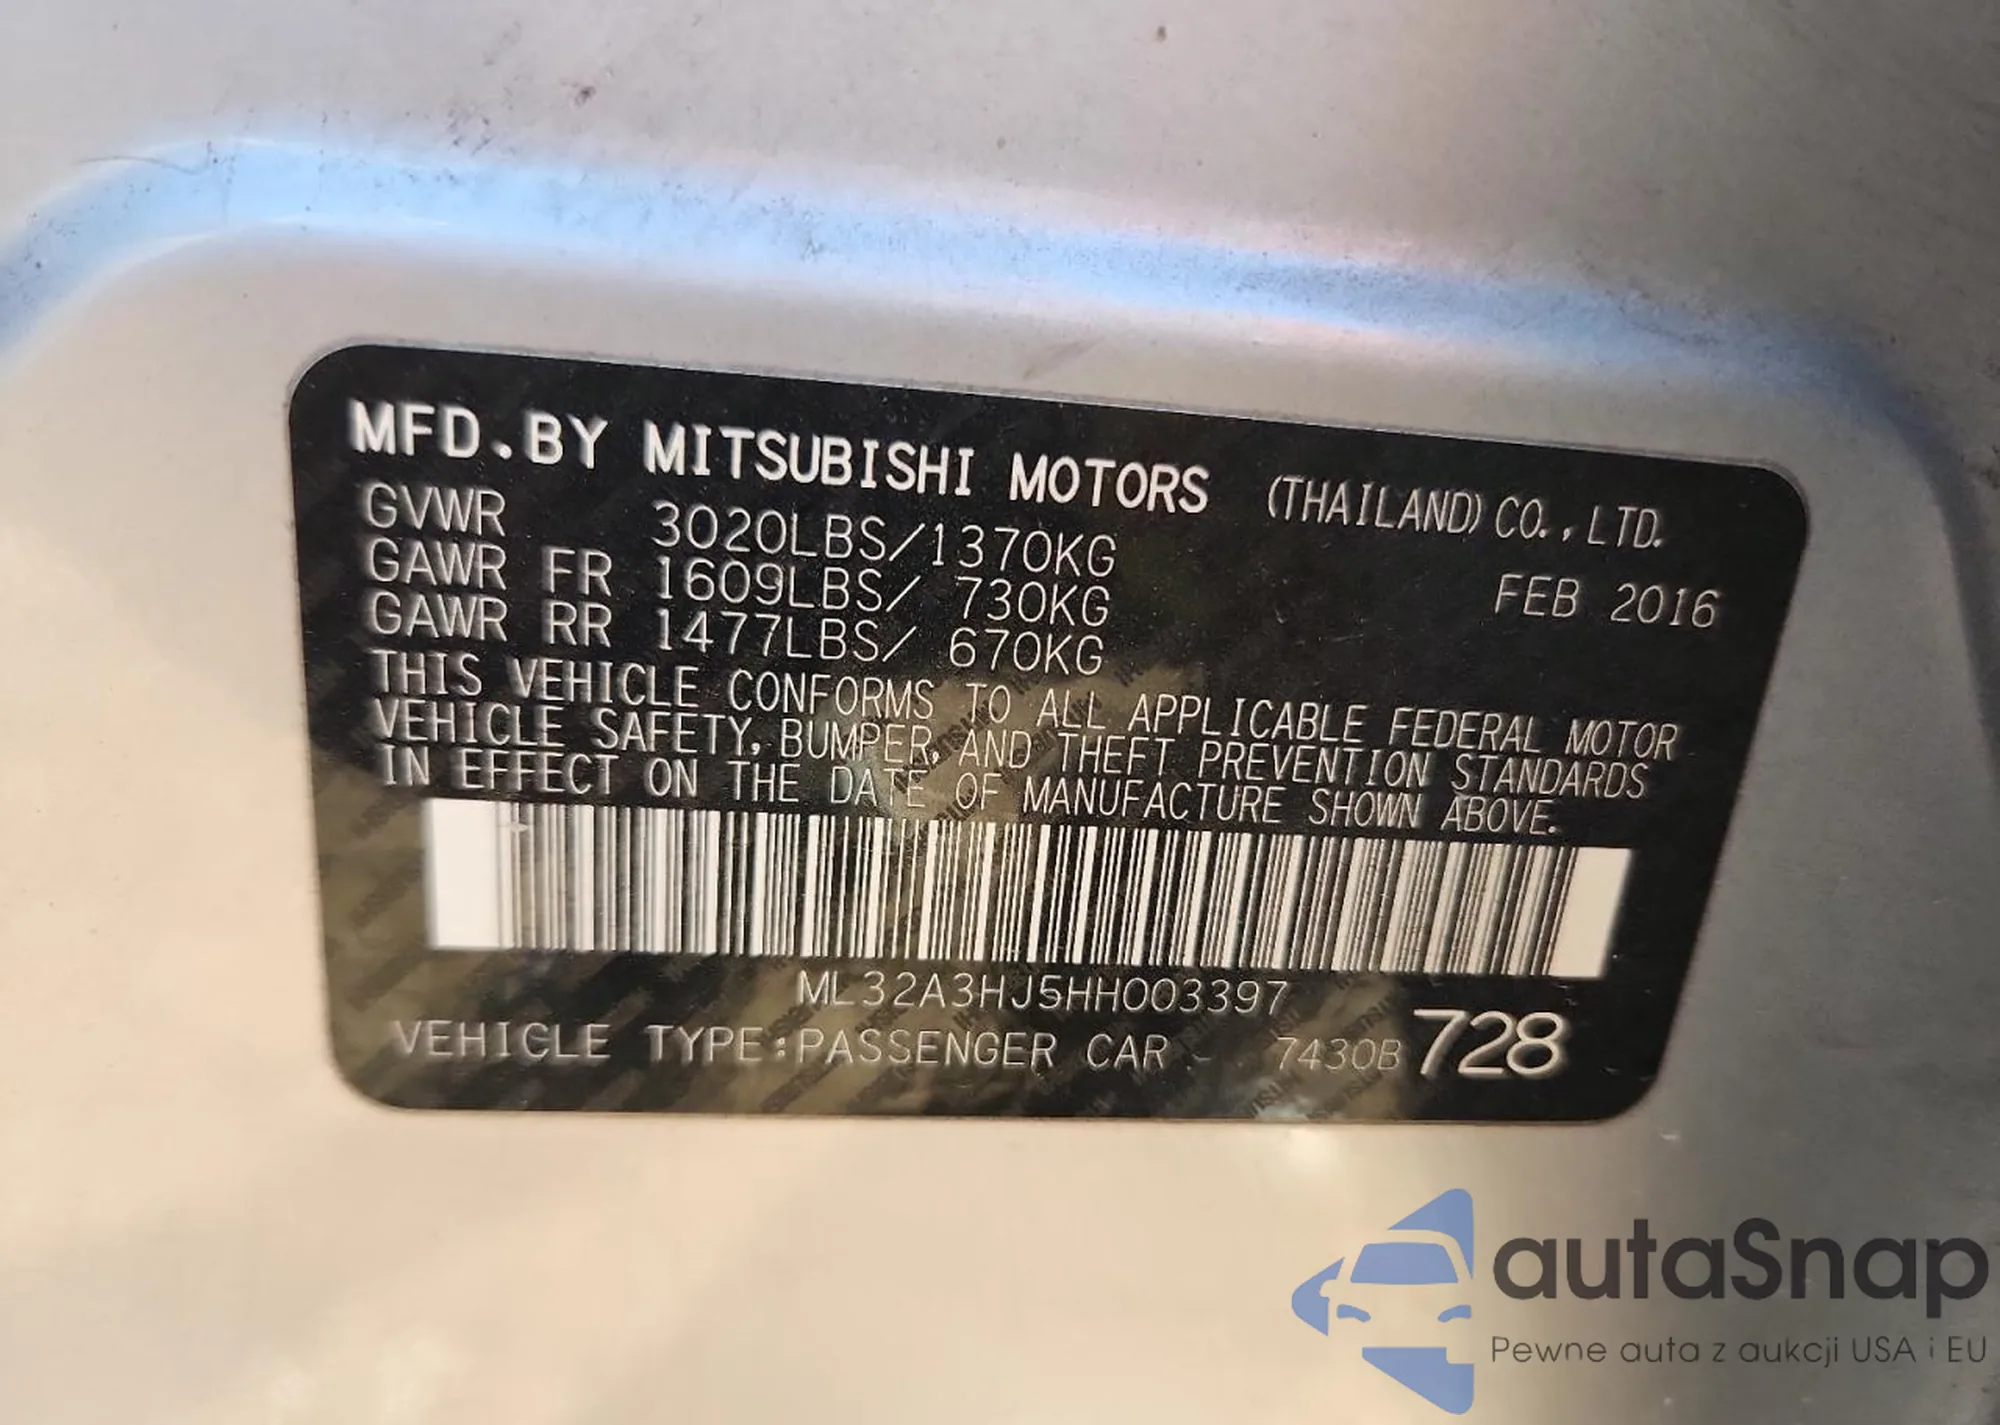 MFD.BY MITSUBISHI MOTORS (THAILAND) CO.,LTD.
GVWR 3020LBS/1370KG FEB 2016
GAWR FR 1609LBS/ 730KG
GAWR RR 1477LBS/ 670KG
THIS VEHICLE CONFORMS TO ALL APPLICABLE FEDERAL MOTOR
VEHICLE SAFETY, BUMPER, AND THEFT PREVENTION STANDARDS
IN EFFECT ON THE DATE OF MANUFACTURE SHOWN ABOVE.
ML32A3HJ5HH003397
VEHICLE TYPE:PASSENGER CAR 7430B 728
autaSnap
Pewne auta z aukcji USA i EU